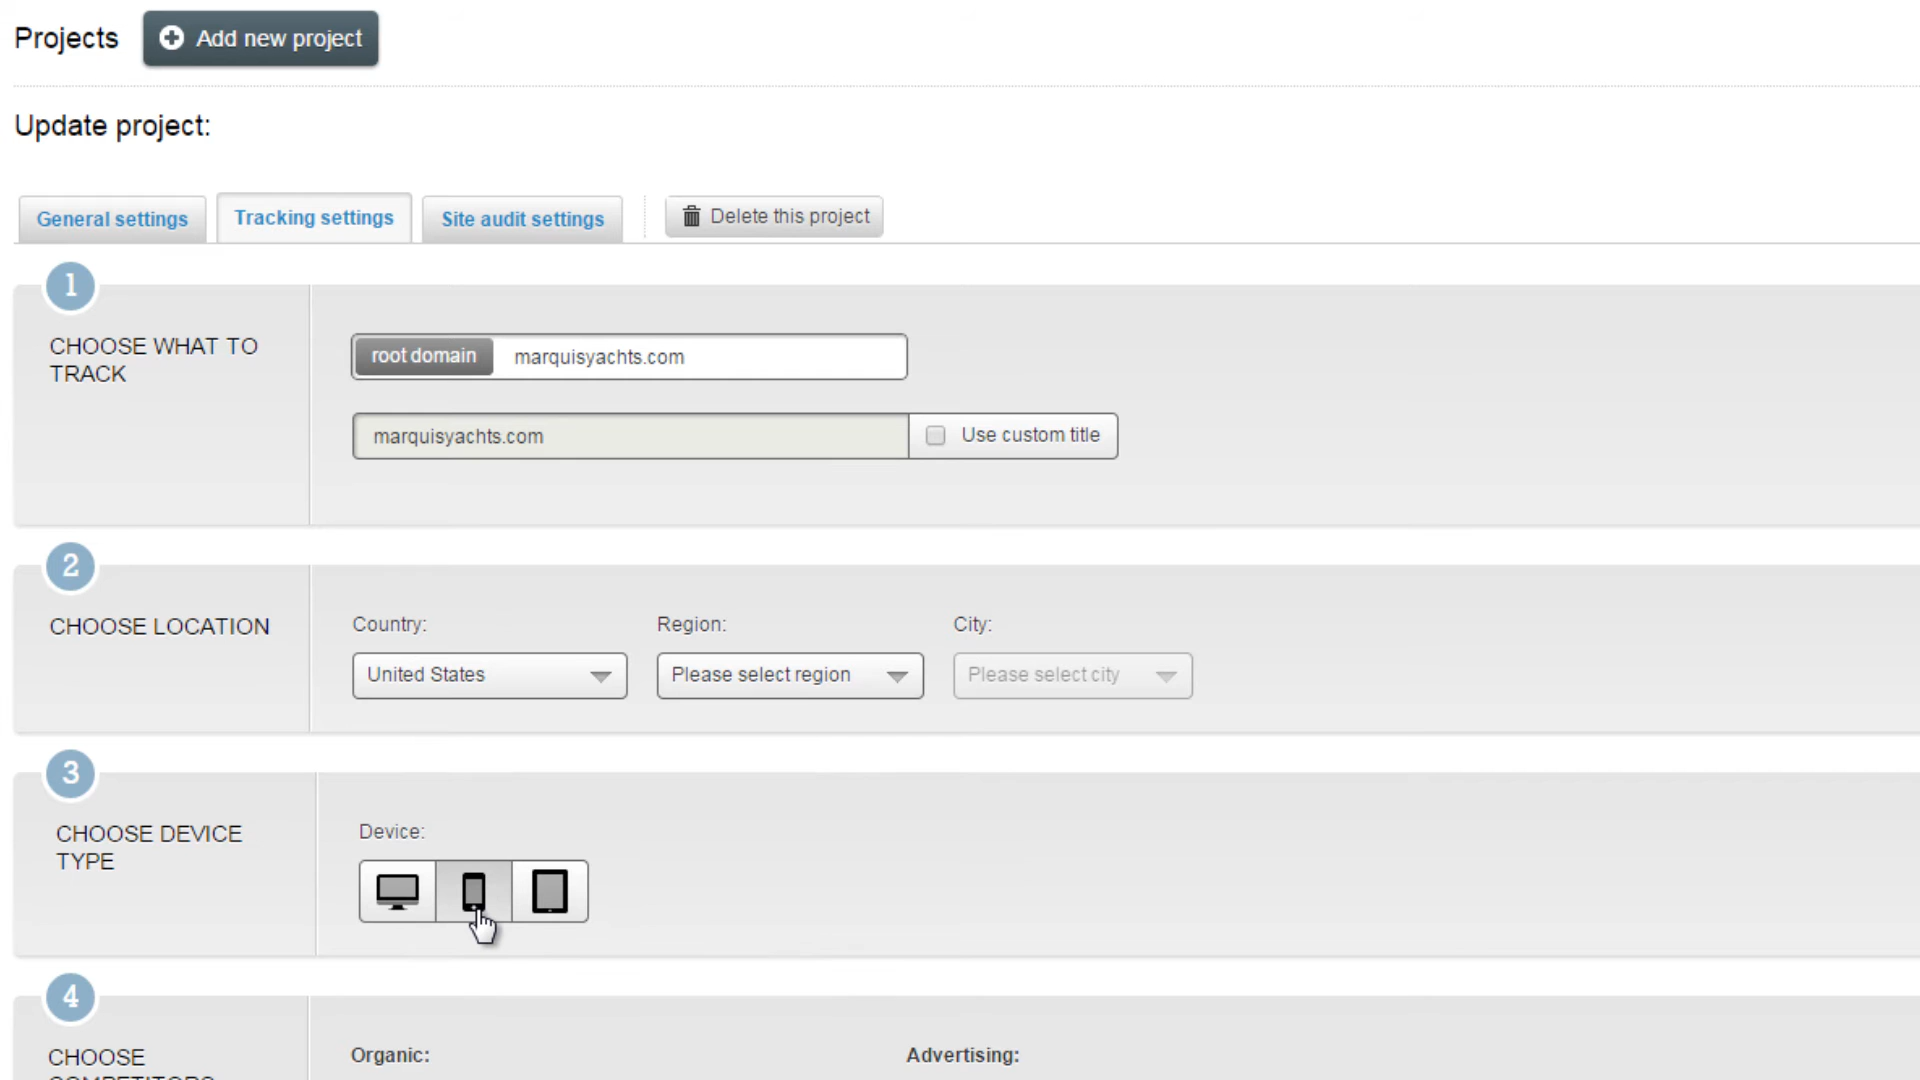 Projects
Add new project
Update project:
General settings
Tracking settings
Site audit settings
Delete this project
1
CHOOSE WHAT TO
TRACK
root domain marquisyachts.com
marquisyachts.com
Use custom title
2
CHOOSE LOCATION
Country:
Region:
City:
United States
Please select region
Please select city
3
CHOOSE DEVICE
TYPE
Device:
4
CHOOSE
COMPETITORS
Organic:
Advertising: